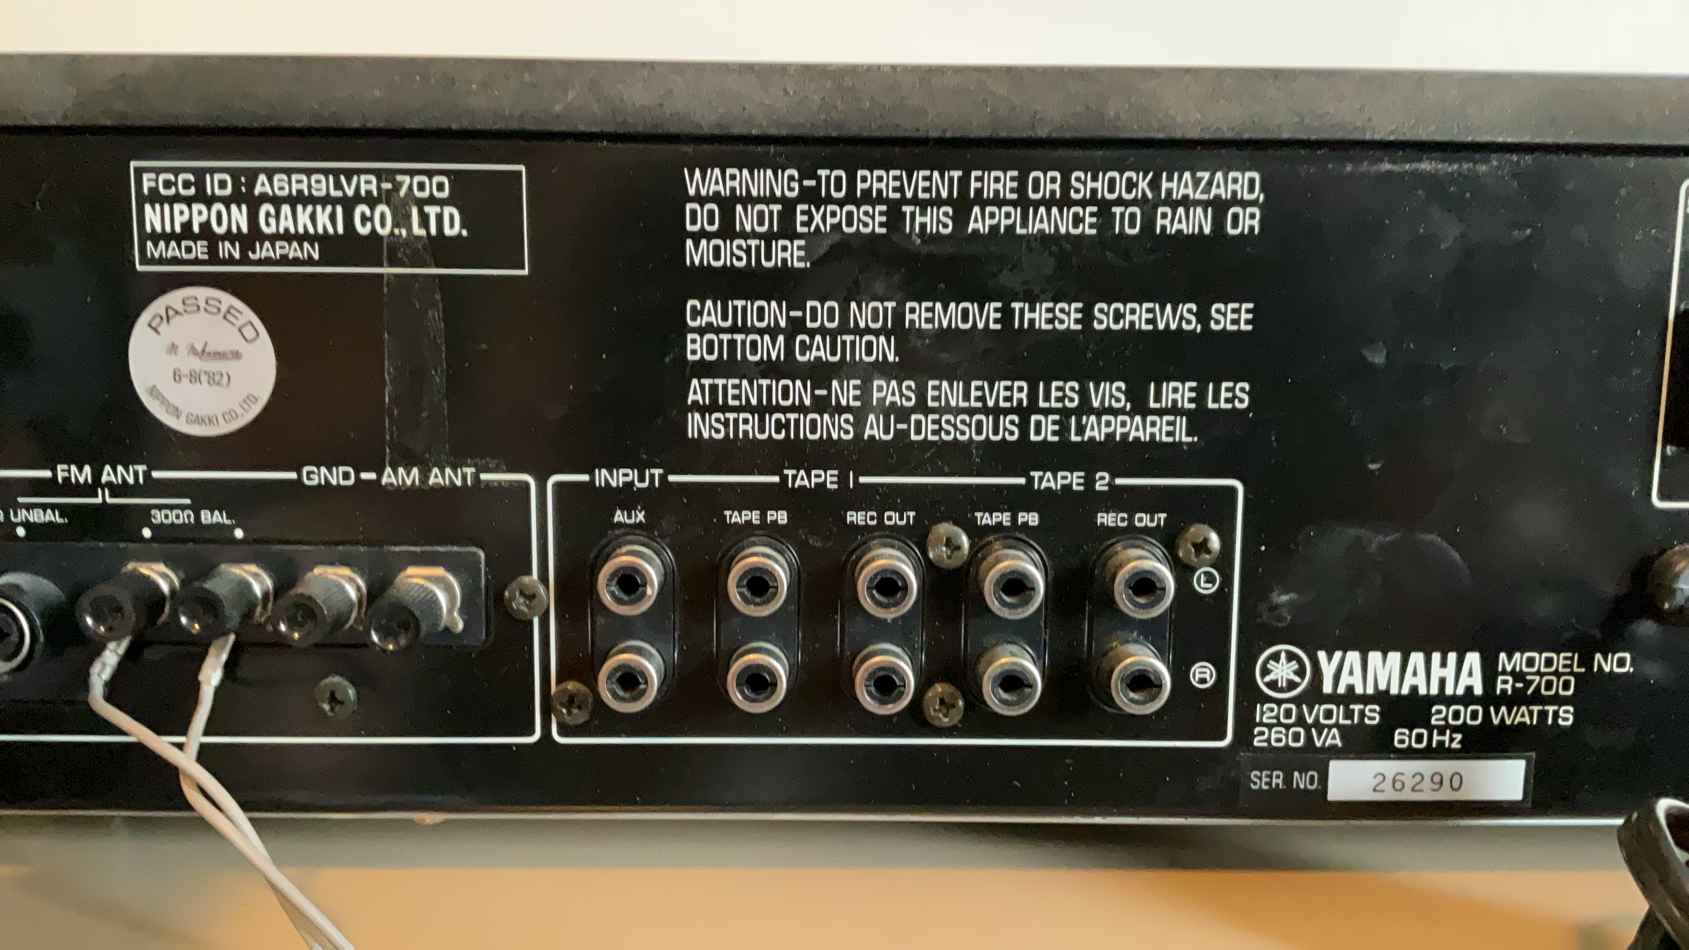 FCC ID : A6R9LVR-700
NIPPON GAKKI CO., LTD.
MADE IN JAPAN
PASSED
6-8('82)
NIPPON GAKKI CO., LTD.
WARNING-TO PREVENT FIRE OR SHOCK HAZARD,
DO NOT EXPOSE THIS APPLIANCE TO RAIN OR
MOISTURE.
CAUTION-DO NOT REMOVE THESE SCREWS, SEE
BOTTOM CAUTION.
ATTENTION-NE PAS ENLEVER LES VIS, LIRE LES
INSTRUCTIONS AU-DESSOUS DE L'APPAREIL.
FM ANT
GND
AM ANT
Ω UNBAL.
300Ω BAL.
INPUT
TAPE 1
TAPE 2
AUX
TAPE PB
REC OUT
TAPE PB
REC OUT
L
R
YAMAHA
MODEL NO.
R-700
120 VOLTS 200 WATTS
260 VA 60 Hz
SER. NO. 26290